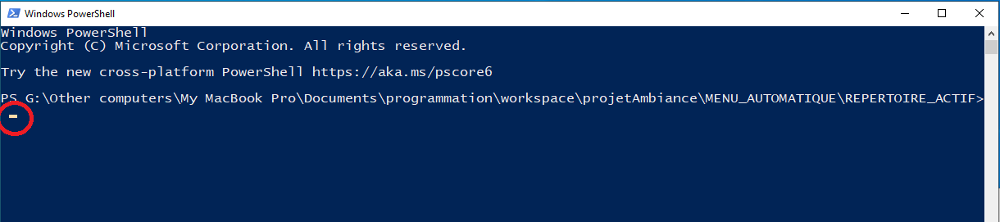 Windows PowerShell
Windows PowerShell
Copyright (C) Microsoft Corporation. All rights reserved.
Try the new cross-platform PowerShell https://aka.ms/pscore6
PS G:\Other computers\My MacBook Pro\Documents\programmation\workspace\projetAmbiance\MENU_AUTOMATIQUE\REPERTOIRE_ACTIF>